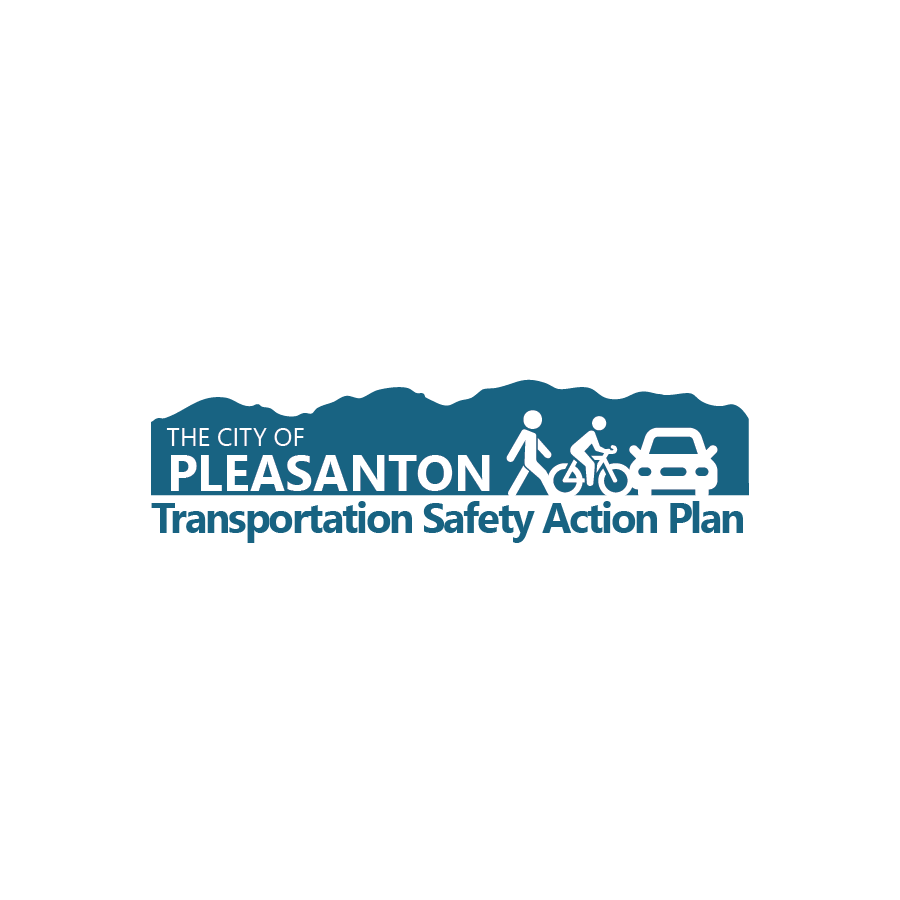 THE CITY OF
PLEASANTON
Transportation Safety Action Plan